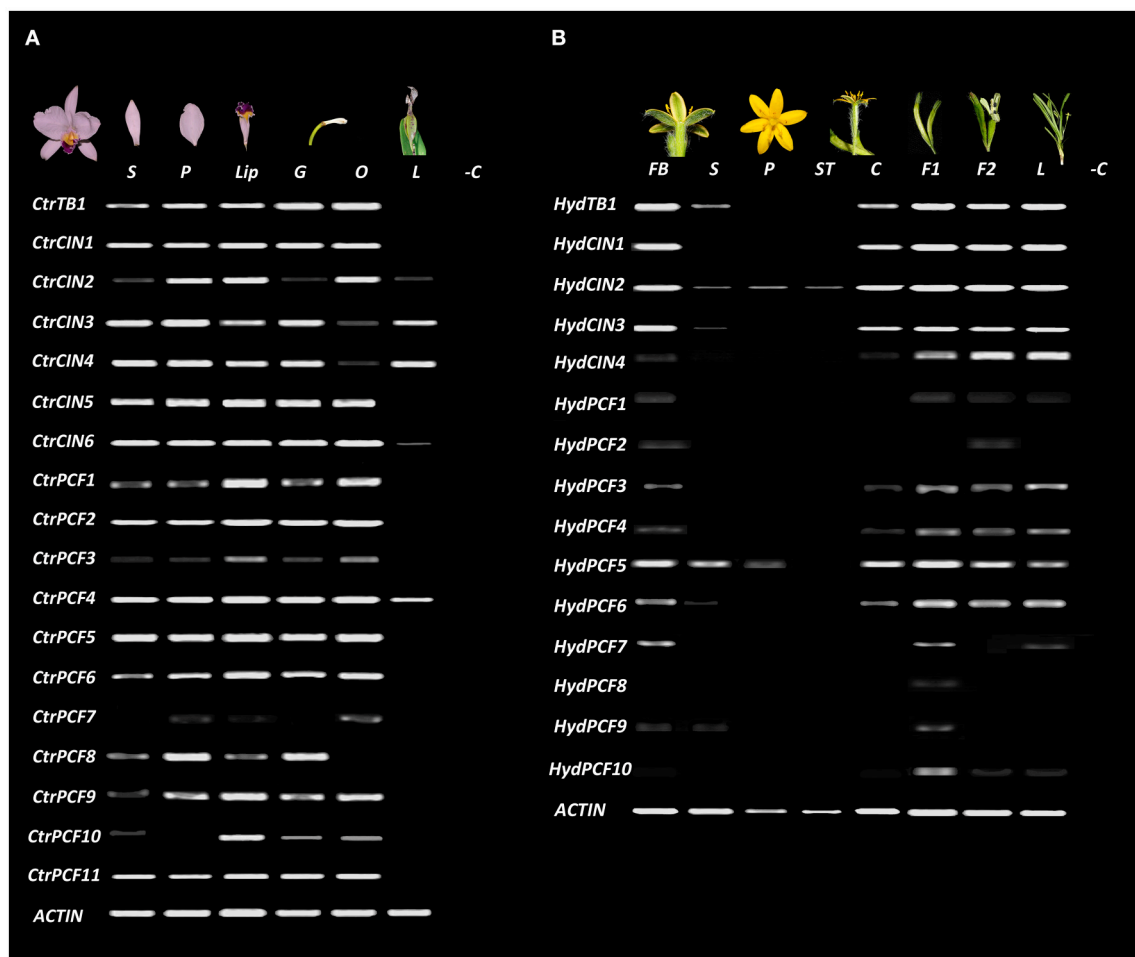 A
S P Lip G O L -C
CtrTB1
CtrCIN1
CtrCIN2
CtrCIN3
CtrCIN4
CtrCIN5
CtrCIN6
CtrPCF1
CtrPCF2
CtrPCF3
CtrPCF4
CtrPCF5
CtrPCF6
CtrPCF7
CtrPCF8
CtrPCF9
CtrPCF10
CtrPCF11
ACTIN
B
FB S P ST C F1 F2 L -C
HydTB1
HydCIN1
HydCIN2
HydCIN3
HydCIN4
HydPCF1
HydPCF2
HydPCF3
HydPCF4
HydPCF5
HydPCF6
HydPCF7
HydPCF8
HydPCF9
HydPCF10
ACTIN